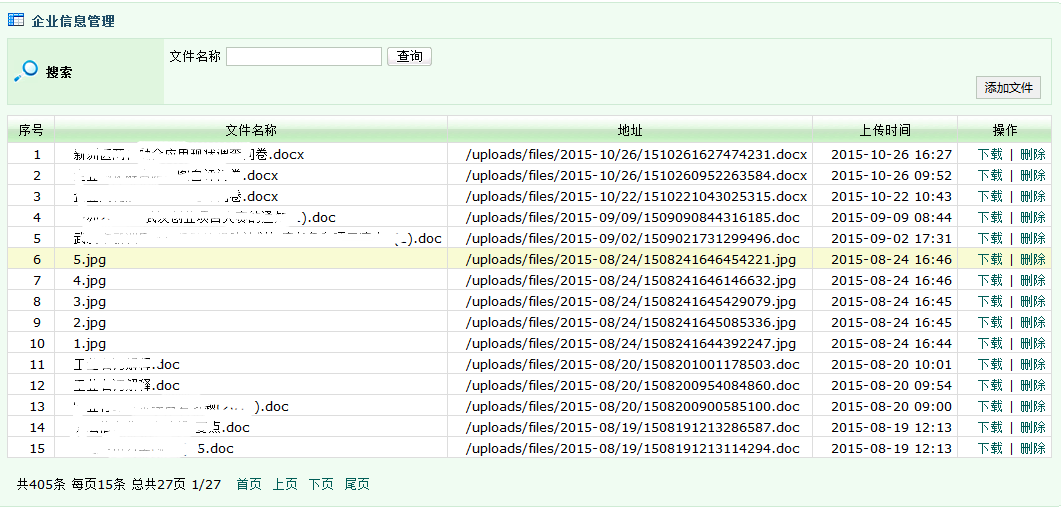 企业信息管理
搜索
文件名称 查询
添加文件
序号 文件名称 地址 上传时间 操作
1 卷.docx /uploads/files/2015-10/26/1510261627474231.docx 2015-10-26 16:27 下载 | 删除
2 .docx /uploads/files/2015-10/26/1510260952263584.docx 2015-10-26 09:52 下载 | 删除
3 卷.docx /uploads/files/2015-10/22/1510221043025315.docx 2015-10-22 10:43 下载 | 删除
4 ).doc /uploads/files/2015-09/09/1509090844316185.doc 2015-09-09 08:44 下载 | 删除
5 .doc /uploads/files/2015-09/02/1509021731299496.doc 2015-09-02 17:31 下载 | 删除
6 5.jpg /uploads/files/2015-08/24/1508241646454221.jpg 2015-08-24 16:46 下载 | 删除
7 4.jpg /uploads/files/2015-08/24/1508241646146632.jpg 2015-08-24 16:46 下载 | 删除
8 3.jpg /uploads/files/2015-08/24/1508241645429079.jpg 2015-08-24 16:45 下载 | 删除
9 2.jpg /uploads/files/2015-08/24/1508241645085336.jpg 2015-08-24 16:45 下载 | 删除
10 1.jpg /uploads/files/2015-08/24/1508241644392247.jpg 2015-08-24 16:44 下载 | 删除
11 .doc /uploads/files/2015-08/20/1508201001178503.doc 2015-08-20 10:01 下载 | 删除
12 .doc /uploads/files/2015-08/20/1508200954084860.doc 2015-08-20 09:54 下载 | 删除
13 ).doc /uploads/files/2015-08/20/1508200900585100.doc 2015-08-20 09:00 下载 | 删除
14 点.doc /uploads/files/2015-08/19/1508191213286587.doc 2015-08-19 12:13 下载 | 删除
15 5.doc /uploads/files/2015-08/19/1508191213114294.doc 2015-08-19 12:13 下载 | 删除
共405条 每页15条 总共27页 1/27 首页 上页 下页 尾页